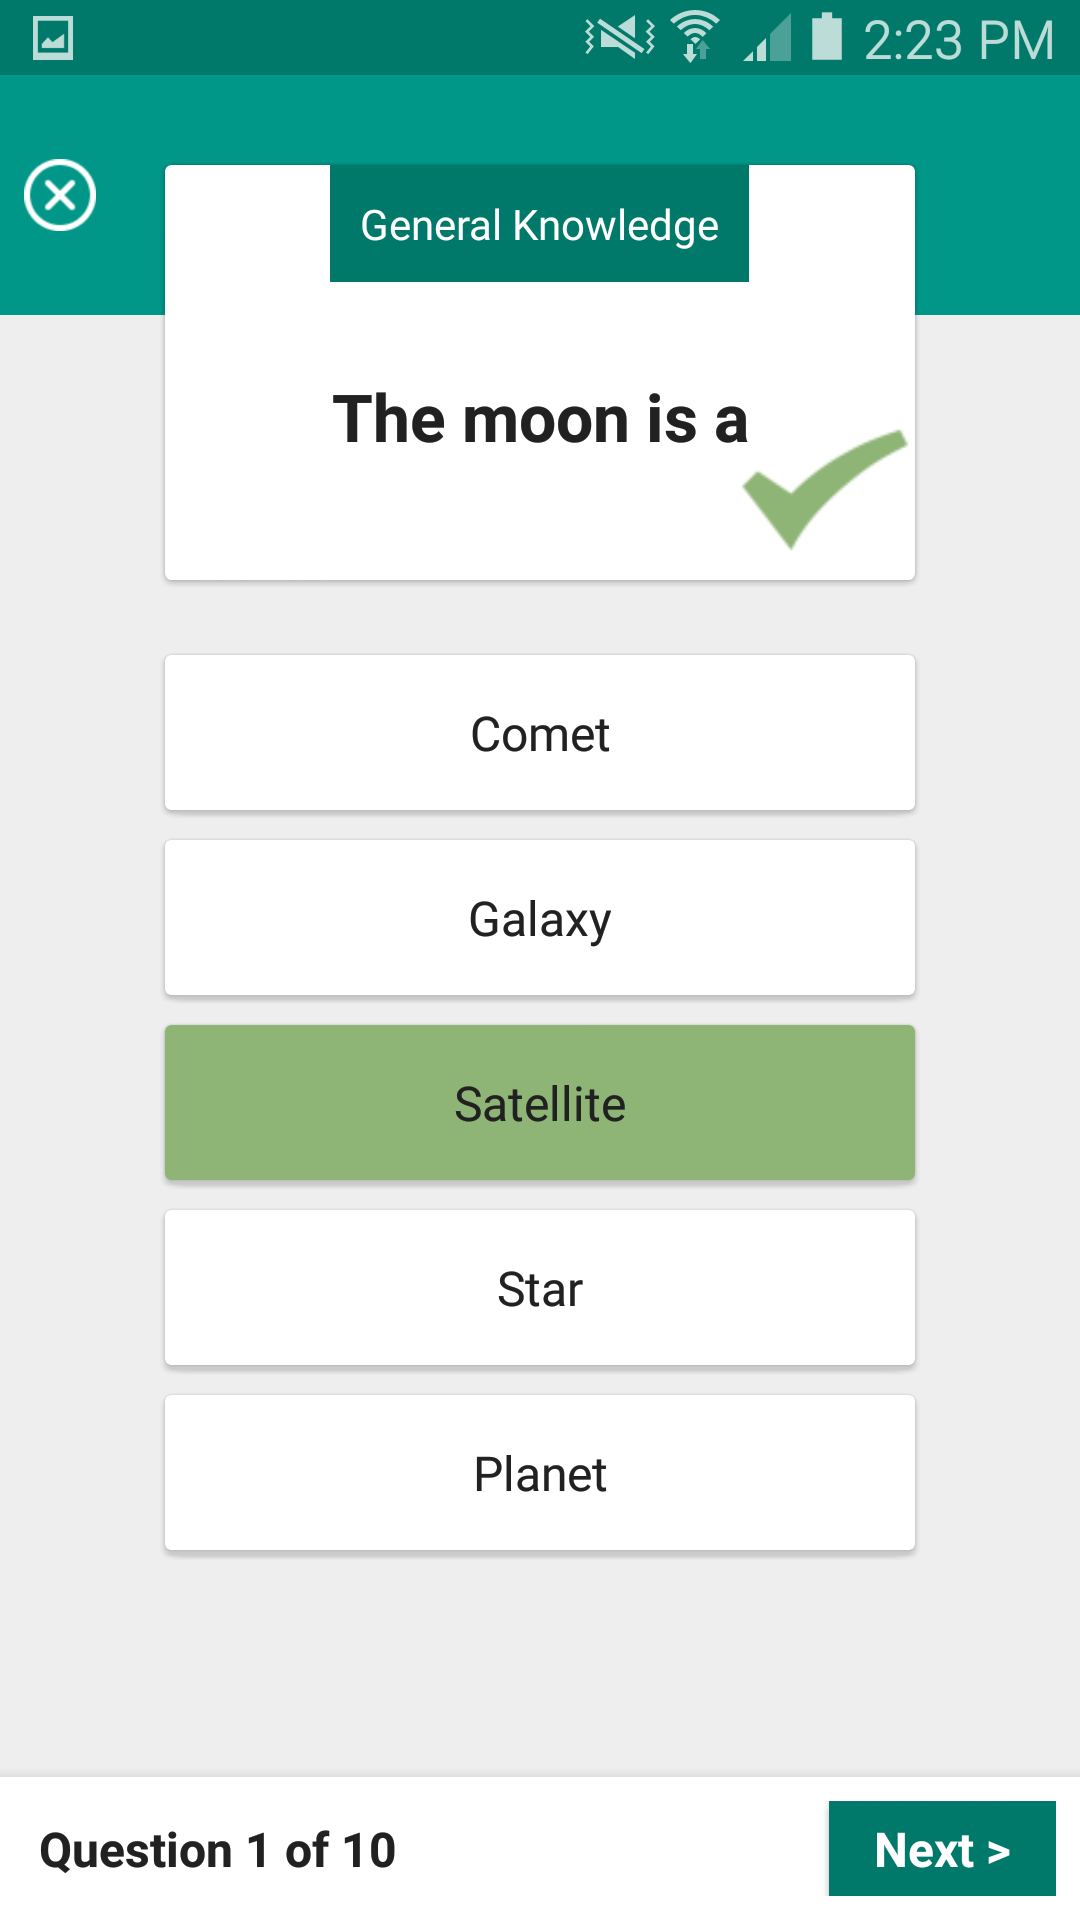 2:23 PM
General Knowledge
The moon is a
Comet
Galaxy
Satellite
Star
Planet
Question 1 of 10
Next >